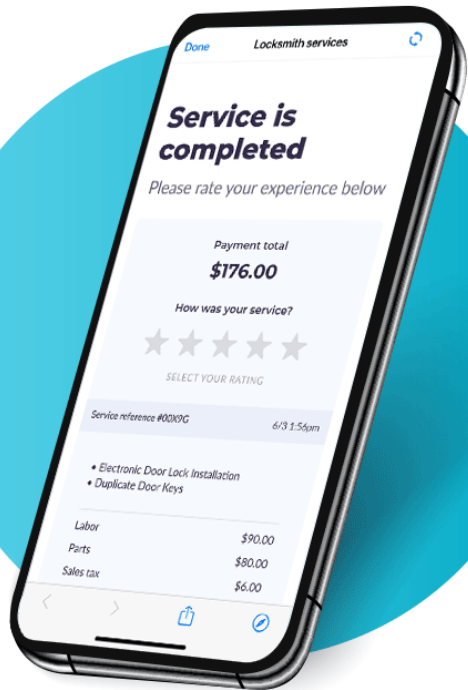 Done Locksmith services
Service is
completed
Please rate your experience below
Payment total
$176.00
How was your service?
SELECT YOUR RATING
Service reference #00X9G 6/3 1:56pm
• Electronic Door Lock Installation
• Duplicate Door Keys
Labor $90.00
Parts $80.00
Sales tax $6.00